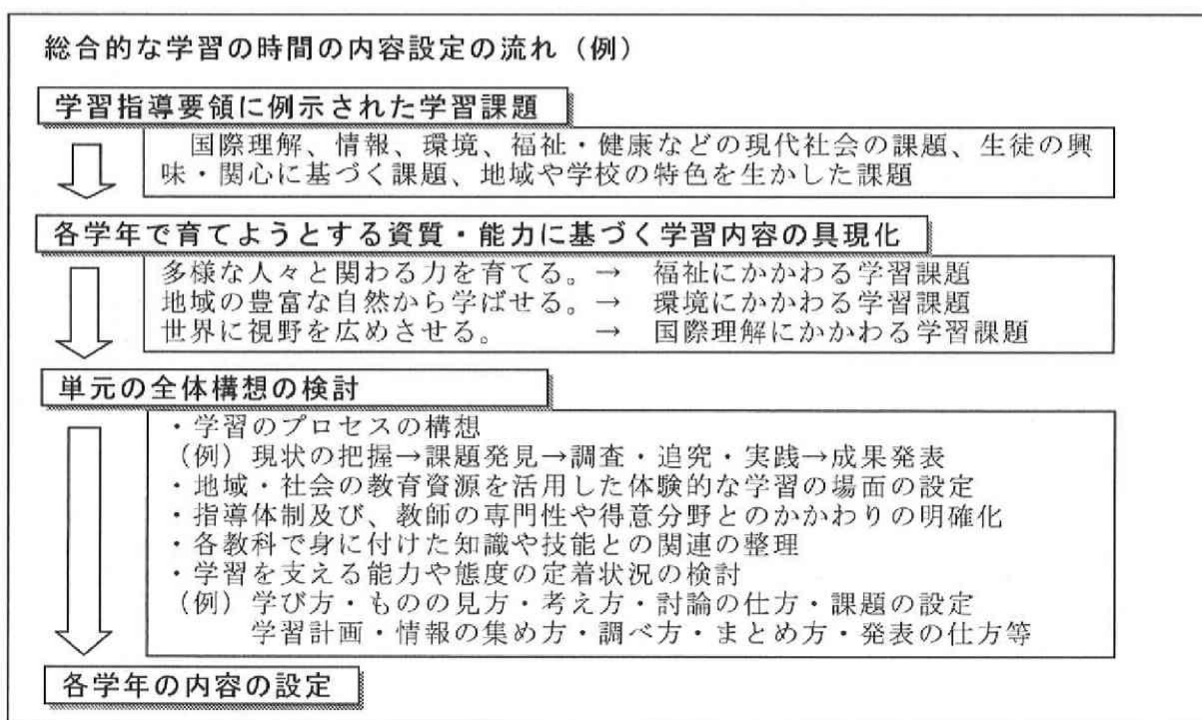 総合的な学習の時間の内容設定の流れ（例）
学習指導要領に例示された学習課題
国際理解、情報、環境、福祉・健康などの現代社会の課題、生徒の興
味・関心に基づく課題、地域や学校の特色を生かした課題
各学年で育てようとする資質・能力に基づく学習内容の具現化
多様な人々と関わる力を育てる。→ 福祉にかかわる学習課題
地域の豊富な自然から学ばせる。→ 環境にかかわる学習課題
世界に視野を広めさせる。 → 国際理解にかかわる学習課題
単元の全体構想の検討
・学習のプロセスの構想
（例）現状の把握→課題発見→調査・追究・実践→成果発表
・地域・社会の教育資源を活用した体験的な学習の場面の設定
・指導体制及び、教師の専門性や得意分野とのかかわりの明確化
・各教科で身に付けた知識や技能との関連の整理
・学習を支える能力や態度の定着状況の検討
（例）学び方・ものの見方・考え方・討論の仕方・課題の設定
学習計画・情報の集め方・調べ方・まとめ方・発表の仕方等
各学年の内容の設定